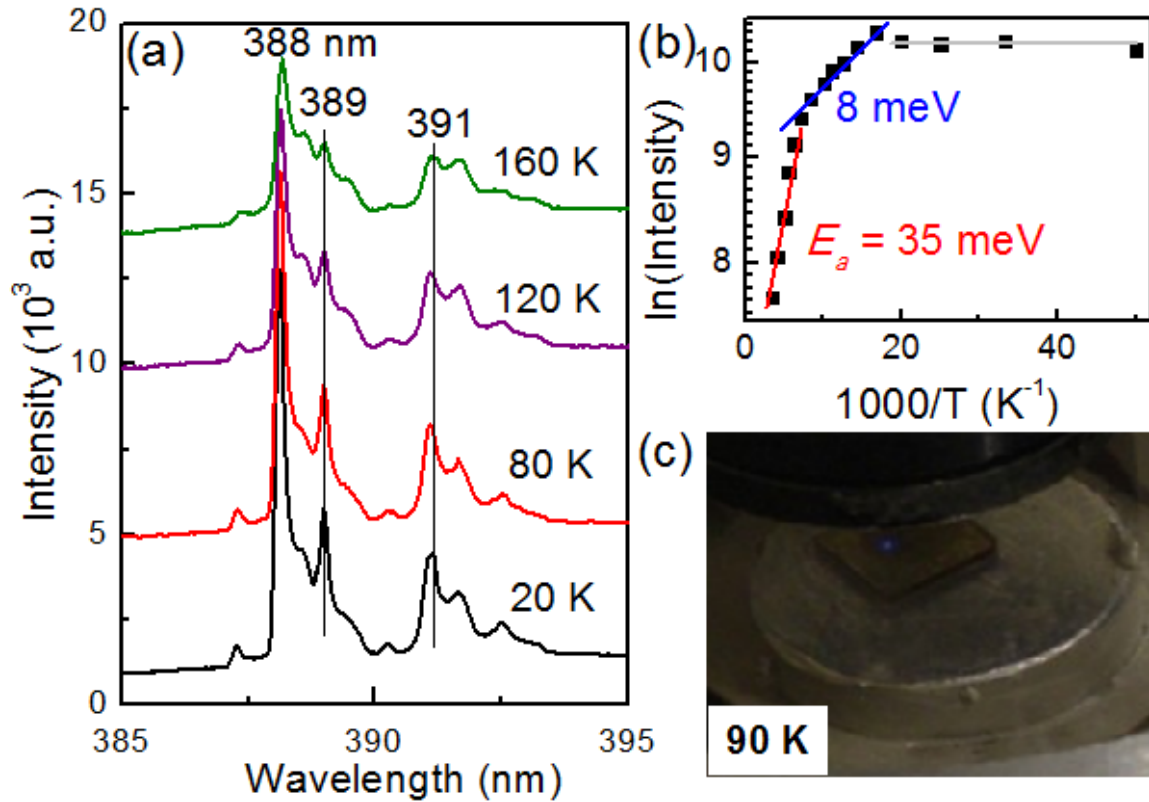 (a)
388 nm
389
391
160 K
120 K
80 K
20 K
20
15
10
5
0
385
390
395
Intensity (10³ a.u.)
Wavelength (nm)
(b)
10
9
8
8 meV
Eₐ = 35 meV
ln(Intensity)
0
20
40
1000/T (K⁻¹)
(c)
90 K